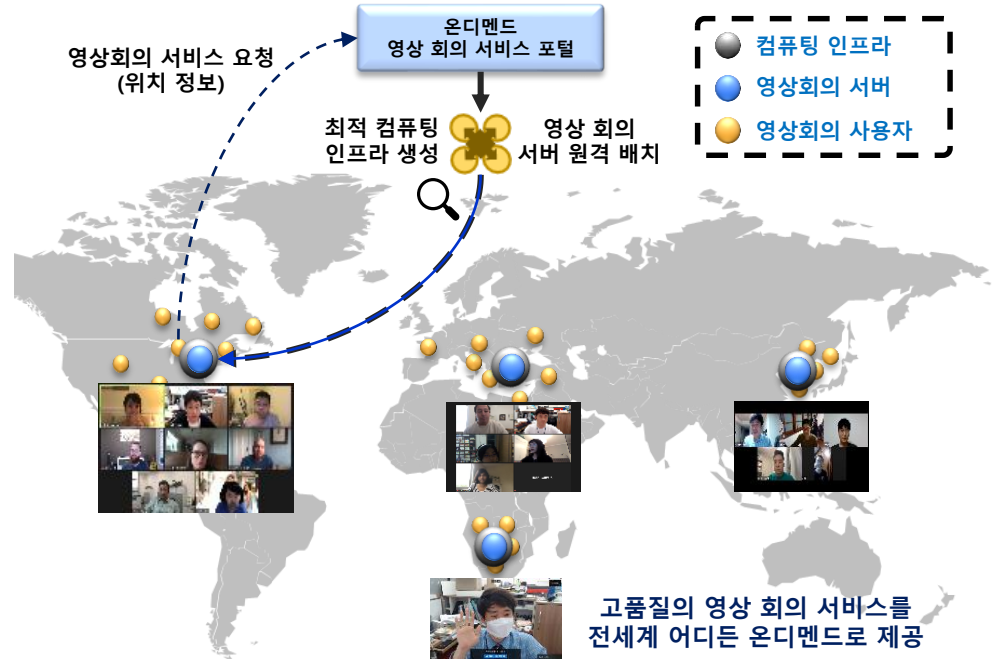 온디멘드
영상 회의 서비스 포털
영상회의 서비스 요청
(위치 정보)
최적 컴퓨팅
인프라 생성
영상 회의
서버 원격 배치
컴퓨팅 인프라
영상회의 서버
영상회의 사용자
고품질의 영상 회의 서비스를
전세계 어디든 온디멘드로 제공